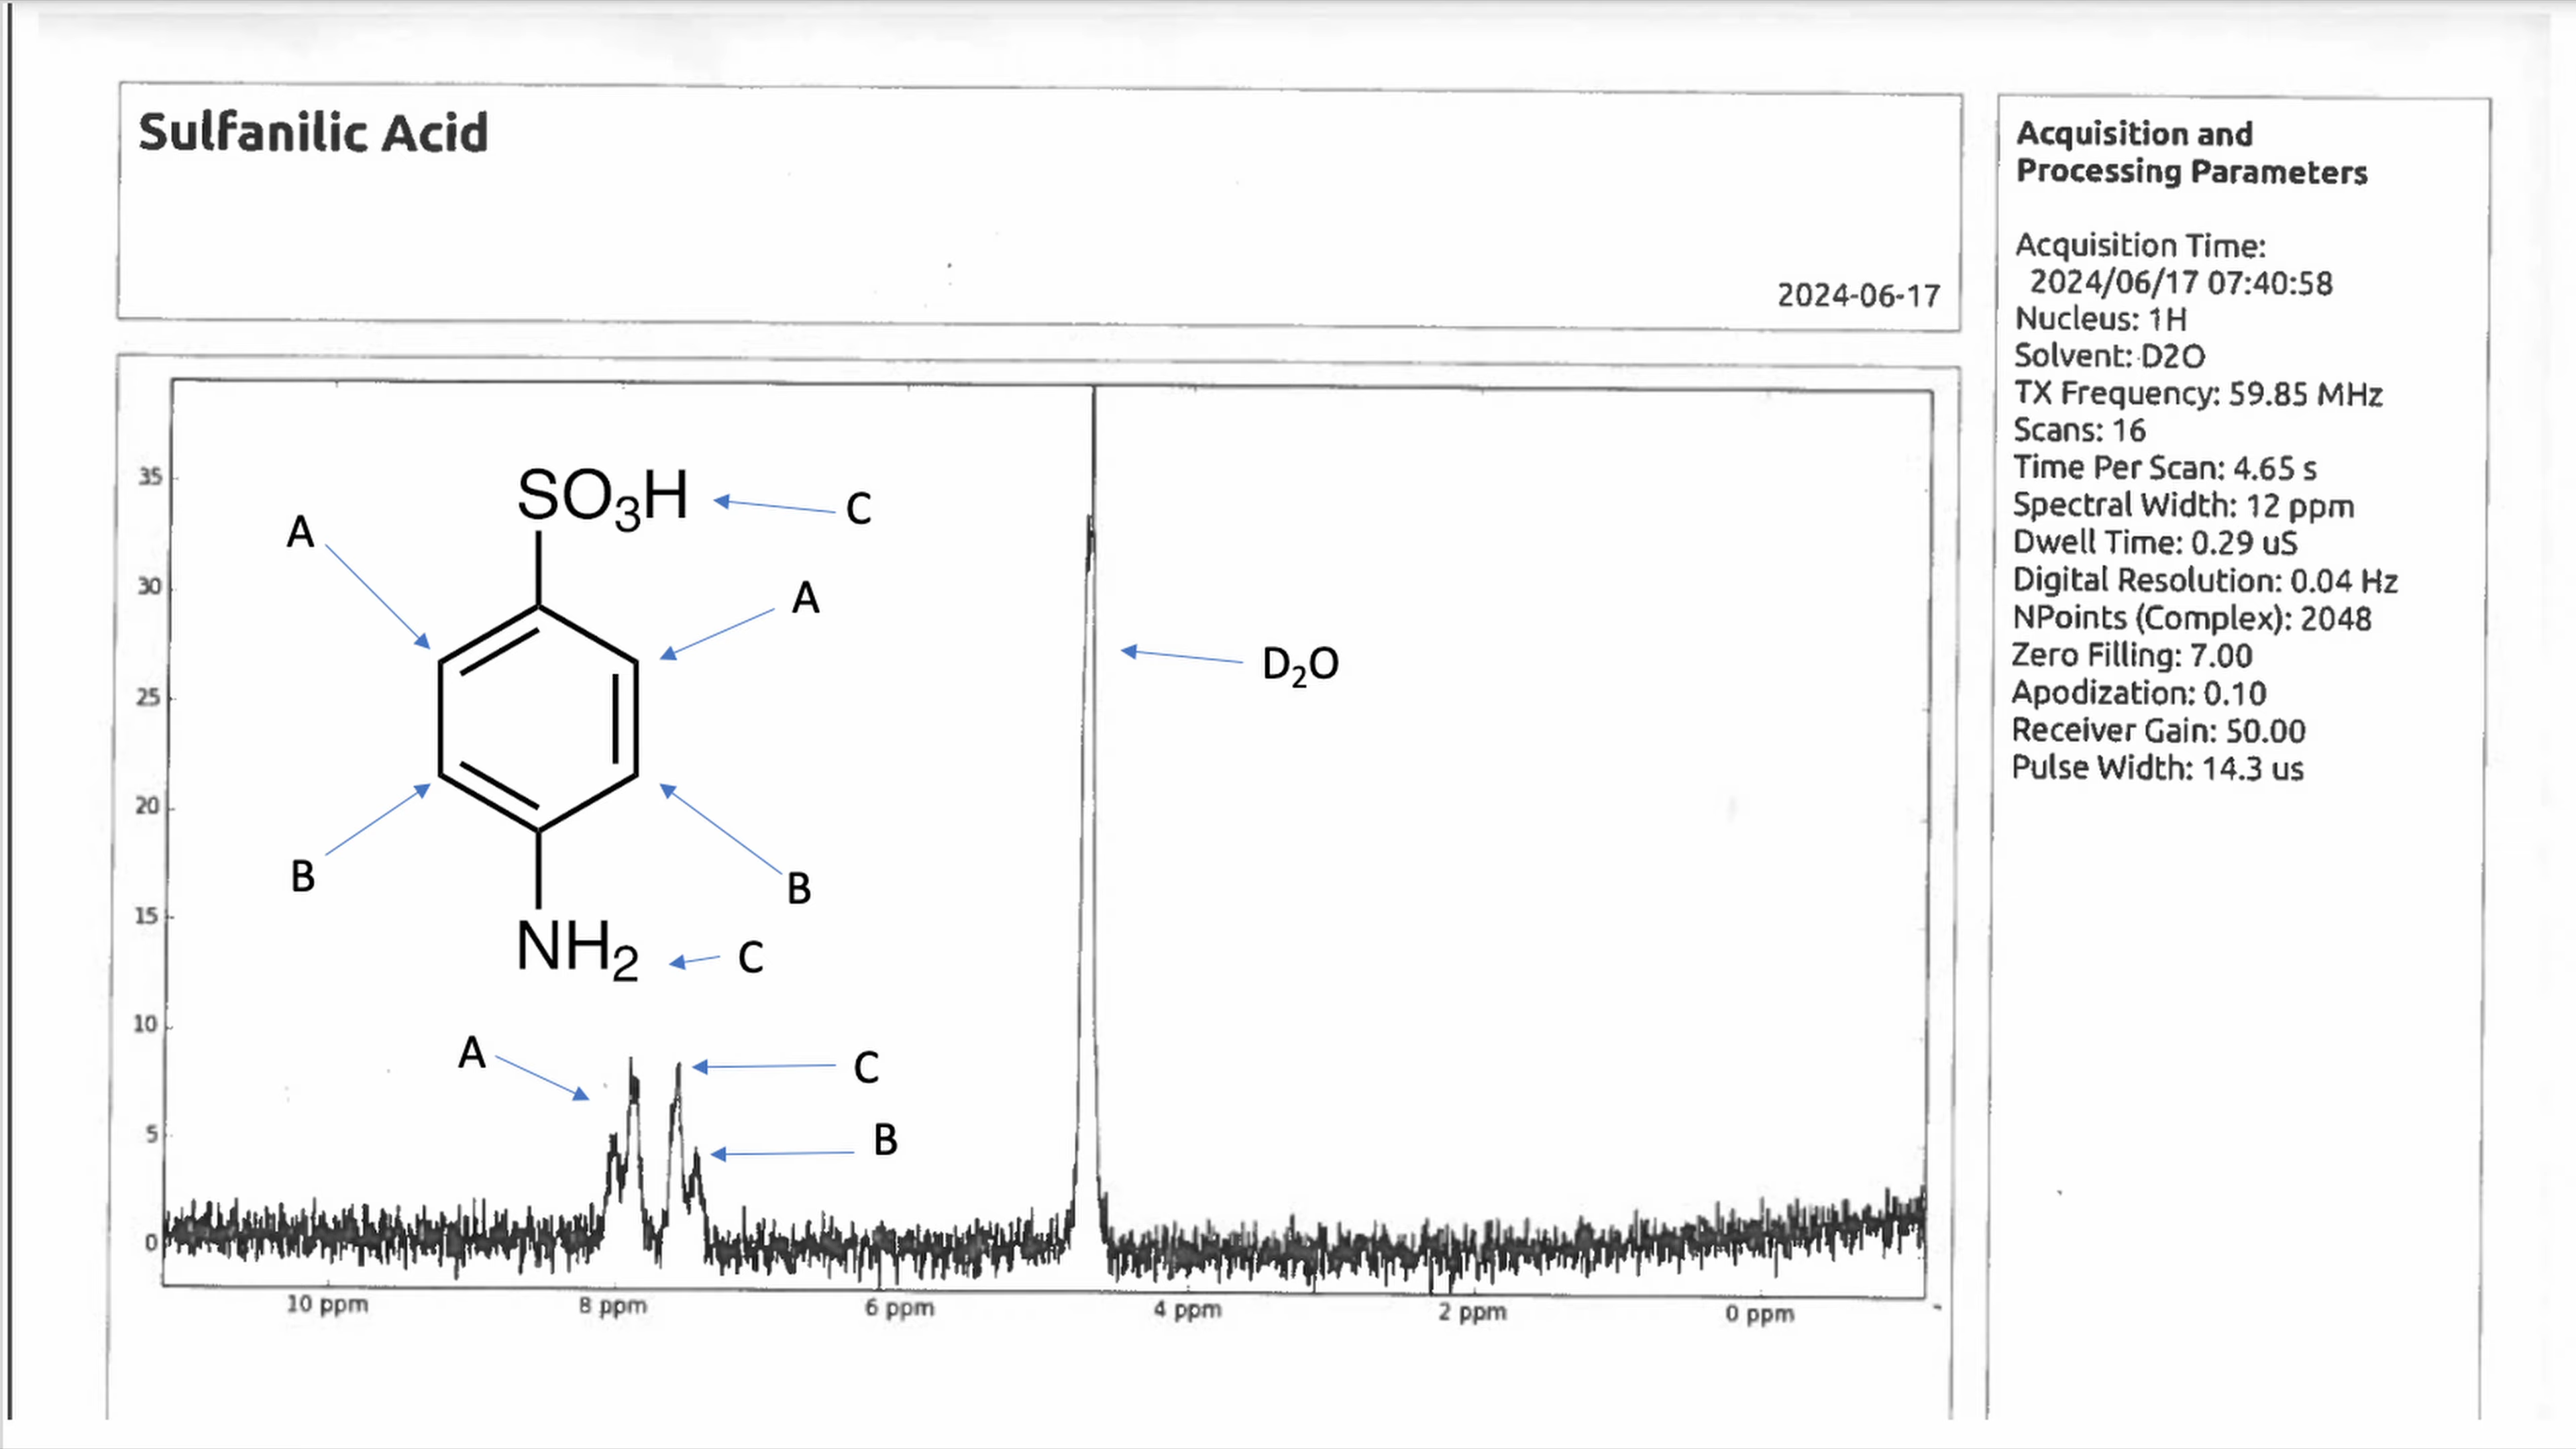 Sulfanilic Acid
2024-06-17
Acquisition and
Processing Parameters
Acquisition Time:
2024/06/17 07:40:58
Nucleus: 1H
Solvent: D2O
TX Frequency: 59.85 MHz
Scans: 16
Time Per Scan: 4.65 s
Spectral Width: 12 ppm
Dwell Time: 0.29 uS
Digital Resolution: 0.04 Hz
NPoints (Complex): 2048
Zero Filling: 7.00
Apodization: 0.10
Receiver Gain: 50.00
Pulse Width: 14.3 us
35
30
25
20
15
10
5
0
SO₃H
C
A
A
D₂O
B
B
NH₂
C
A
C
B
10 ppm
8 ppm
6 ppm
4 ppm
2 ppm
0 ppm